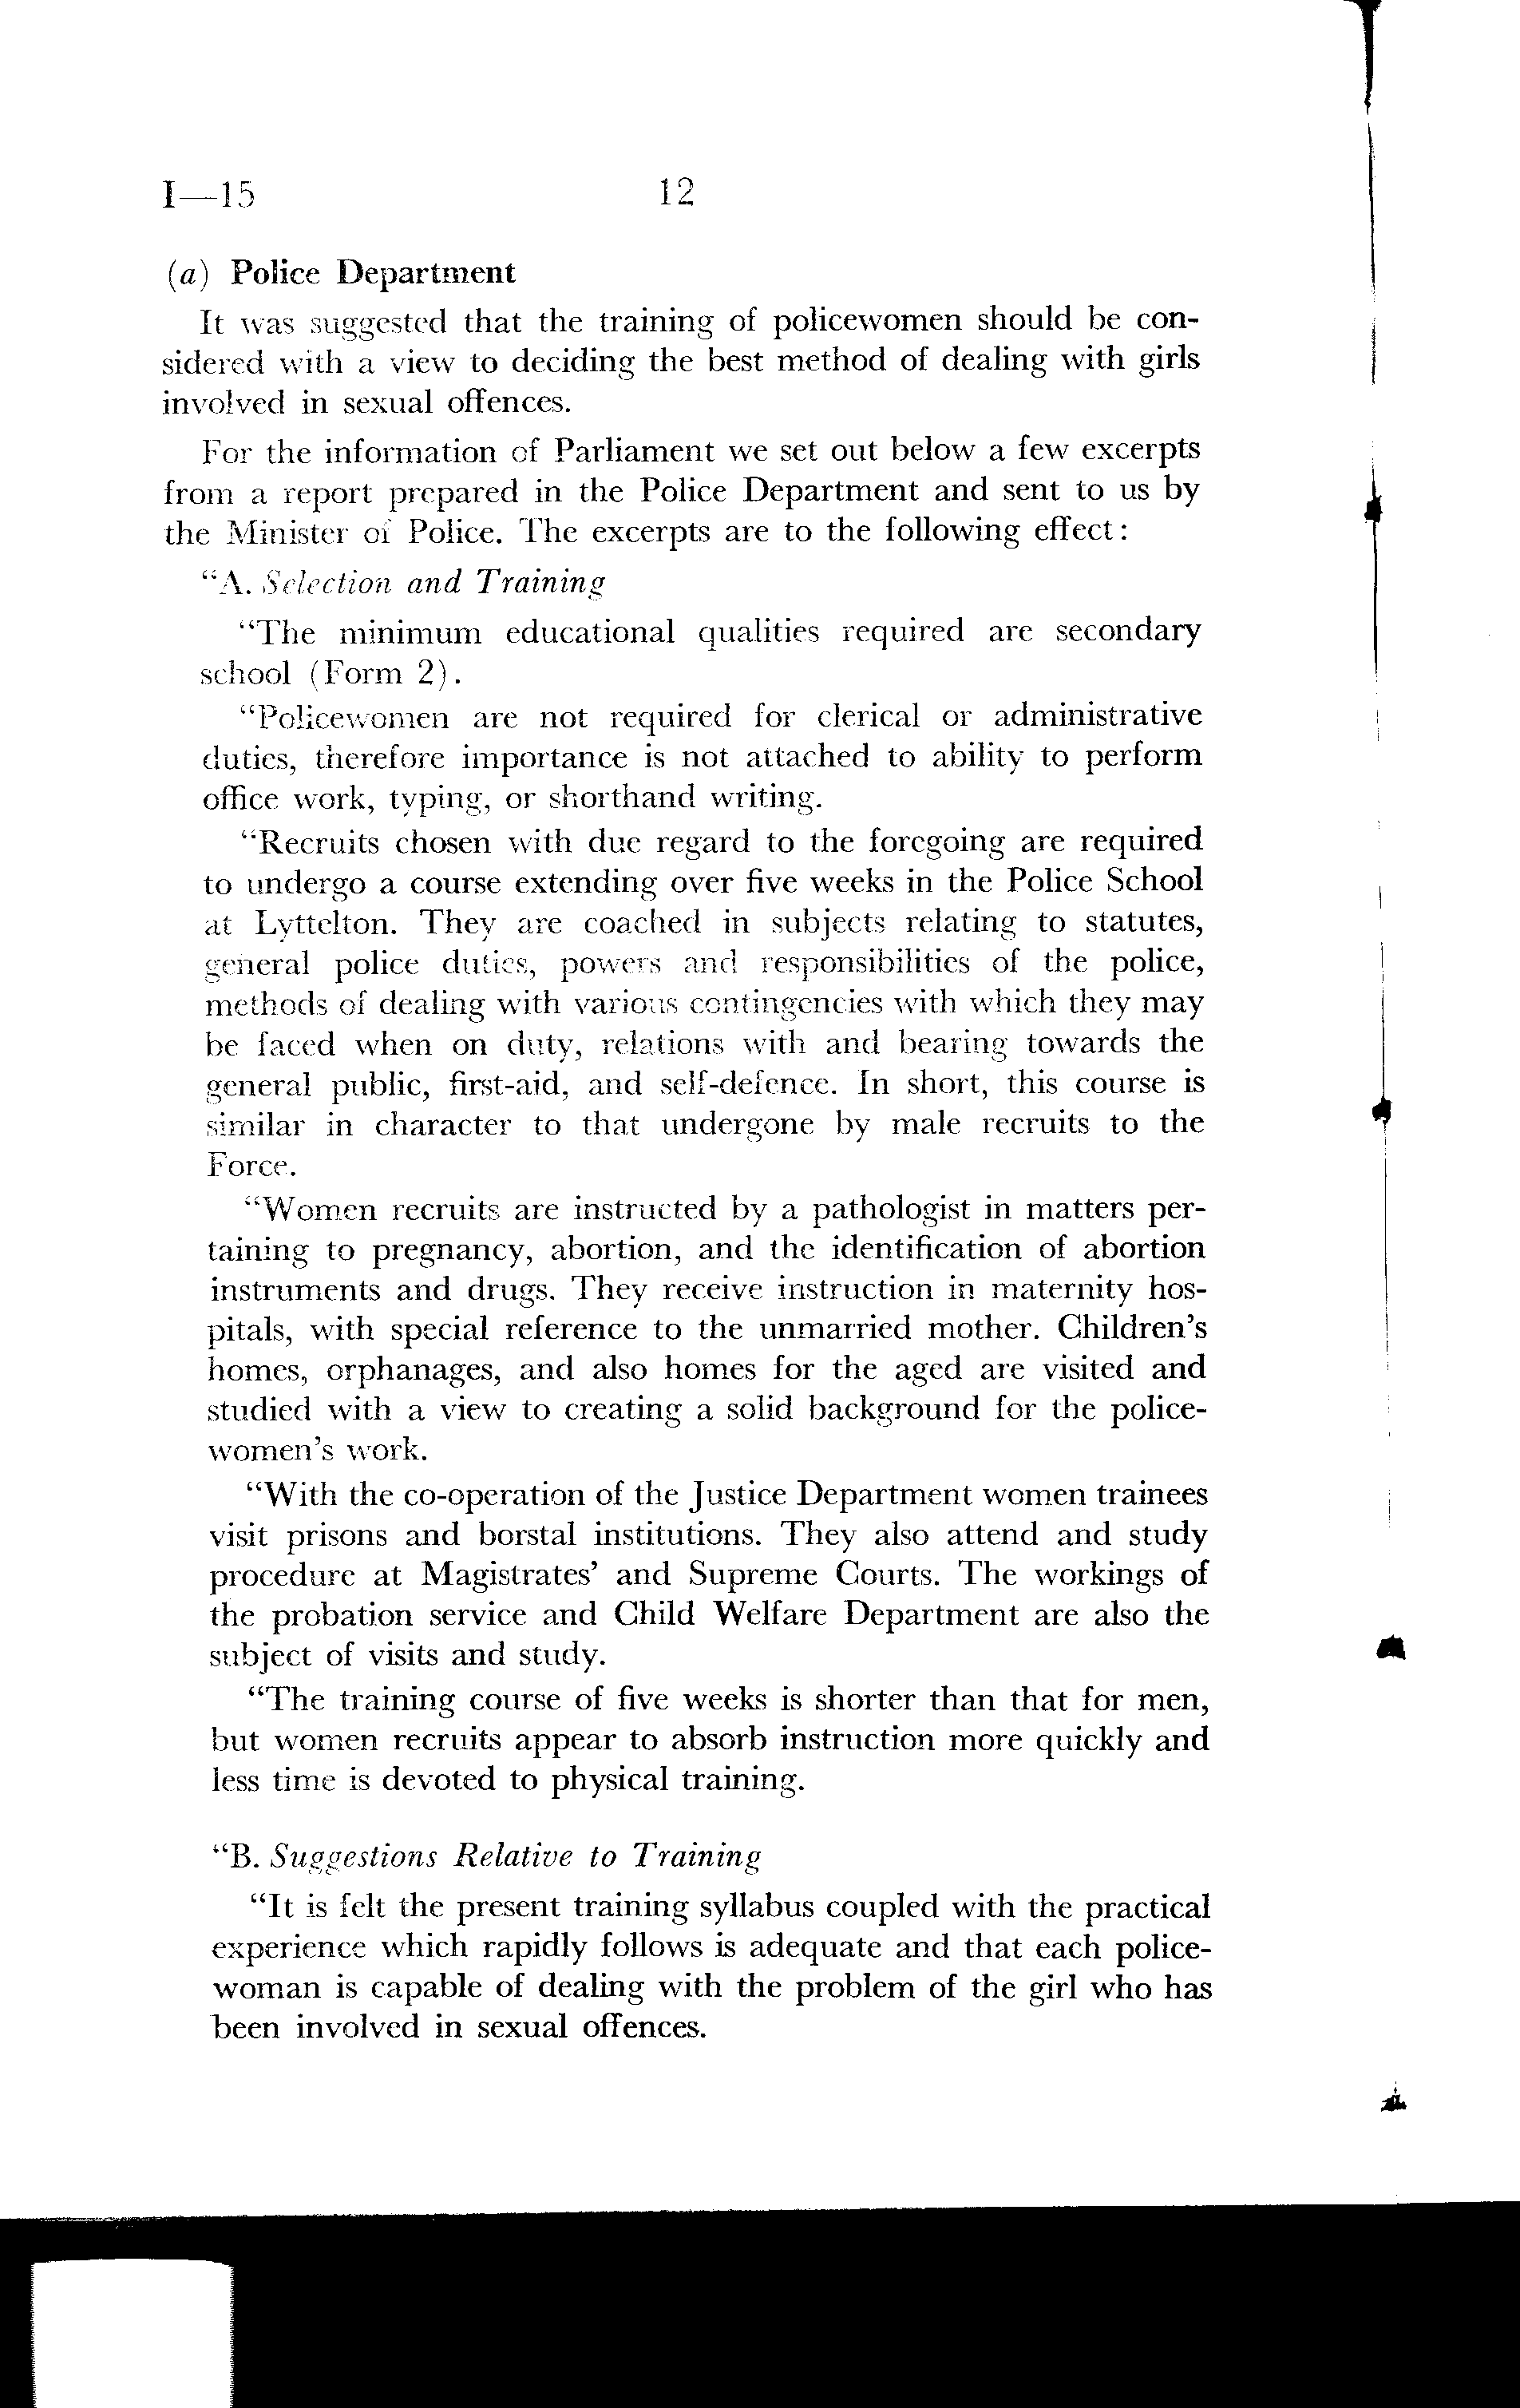 I—15
12
(a) Police Department
It was suggested that the training of policewomen should be con-
sidered with a view to deciding the best method of dealing with girls
involved in sexual offences.
For the information of Parliament we set out below a few excerpts
from a report prepared in the Police Department and sent to us by
the Minister of Police. The excerpts are to the following effect:
“A. Selection and Training
“The minimum educational qualities required are secondary
school (Form 2).
“Policewomen are not required for clerical or administrative
duties, therefore importance is not attached to ability to perform
office work, typing, or shorthand writing.
“Recruits chosen with due regard to the foregoing are required
to undergo a course extending over five weeks in the Police School
at Lyttelton. They are coached in subjects relating to statutes,
general police duties, powers and responsibilities of the police,
methods of dealing with various contingencies with which they may
be faced when on duty, relations with and bearing towards the
general public, first-aid, and self-defence. In short, this course is
similar in character to that undergone by male recruits to the
Force.
“Women recruits are instructed by a pathologist in matters per-
taining to pregnancy, abortion, and the identification of abortion
instruments and drugs. They receive instruction in maternity hos-
pitals, with special reference to the unmarried mother. Children’s
homes, orphanages, and also homes for the aged are visited and
studied with a view to creating a solid background for the police-
women’s work.
“With the co-operation of the Justice Department women trainees
visit prisons and borstal institutions. They also attend and study
procedure at Magistrates’ and Supreme Courts. The workings of
the probation service and Child Welfare Department are also the
subject of visits and study.
“The training course of five weeks is shorter than that for men,
but women recruits appear to absorb instruction more quickly and
less time is devoted to physical training.
“B. Suggestions Relative to Training
“It is felt the present training syllabus coupled with the practical
experience which rapidly follows is adequate and that each police-
woman is capable of dealing with the problem of the girl who has
been involved in sexual offences.